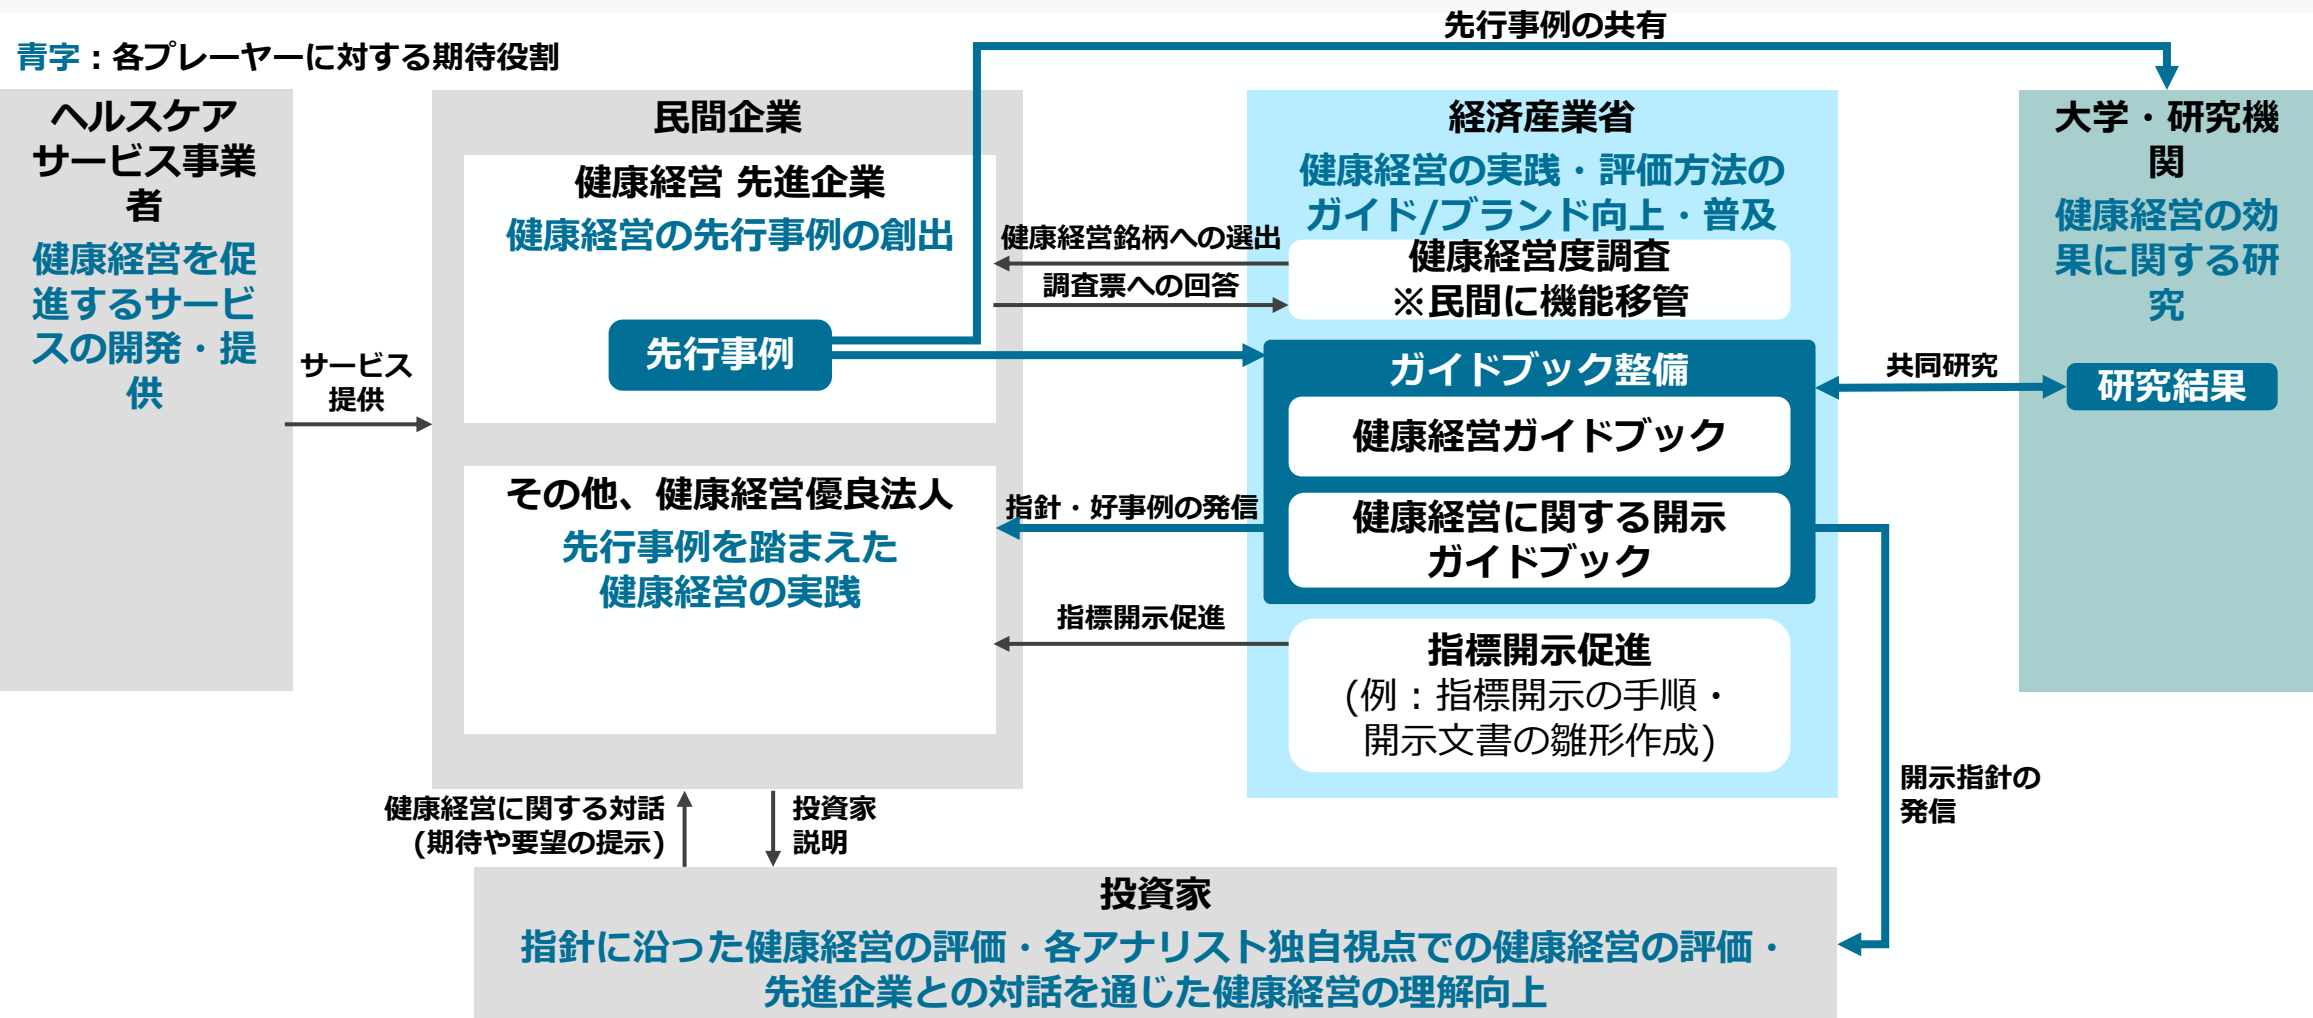 先行事例の共有
青字：各プレーヤーに対する期待役割
ヘルスケア
サービス事業
者
健康経営を促
進するサービ
スの開発・提
供
サービス
提供
民間企業
健康経営 先進企業
健康経営の先行事例の創出
先行事例
その他、健康経営優良法人
先行事例を踏まえた
健康経営の実践
健康経営銘柄への選出
調査票への回答
指針・好事例の発信
指標開示促進
経済産業省
健康経営の実践・評価方法の
ガイド/ブランド向上・普及
健康経営度調査
※民間に機能移管
ガイドブック整備
健康経営ガイドブック
健康経営に関する開示
ガイドブック
指標開示促進
(例：指標開示の手順・
開示文書の雛形作成)
共同研究
大学・研究機
関
健康経営の効
果に関する研
究
研究結果
開示指針の
発信
健康経営に関する対話
(期待や要望の提示)
投資家
説明
投資家
指針に沿った健康経営の評価・各アナリスト独自視点での健康経営の評価・
先進企業との対話を通じた健康経営の理解向上